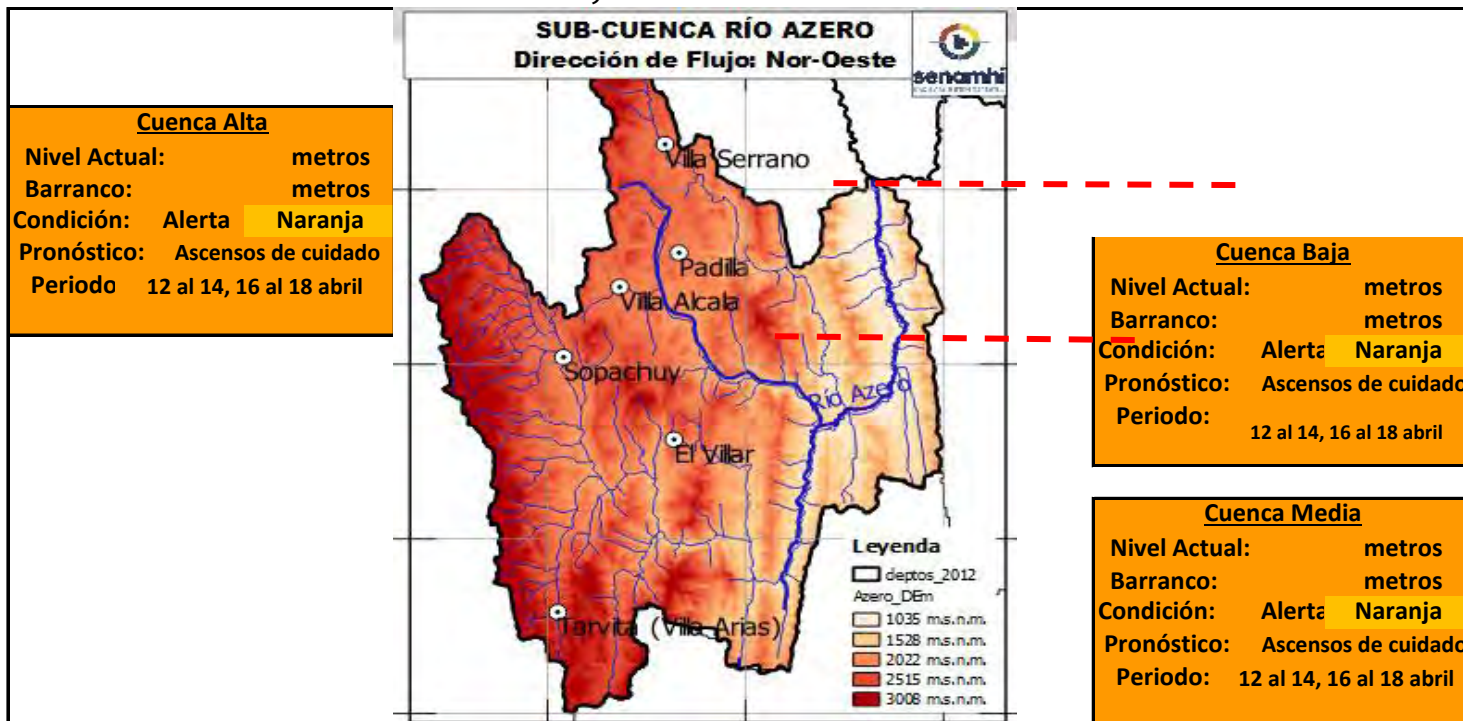 SUB-CUENCA RÍO AZERO
Dirección de Flujo: Nor-Oeste
senamhi
Cuenca Alta
Nivel Actual: metros
Barranco: metros
Condición: Alerta Naranja
Pronóstico: Ascensos de cuidado
Periodo 12 al 14, 16 al 18 abril
Villa Serrano
Padilla
Villa Alcala
Sopachuy
Río Azero
El Villar
Tarvita (Villa Arias)
Leyenda
deptos_2012
Azero_DEm
1035 m.s.n.m.
1528 m.s.n.m.
2022 m.s.n.m.
2515 m.s.n.m.
3008 m.s.n.m.
Cuenca Baja
Nivel Actual: metros
Barranco: metros
Condición: Alerta Naranja
Pronóstico: Ascensos de cuidado
Periodo:
12 al 14, 16 al 18 abril
Cuenca Media
Nivel Actual: metros
Barranco: metros
Condición: Alerta Naranja
Pronóstico: Ascensos de cuidado
Periodo: 12 al 14, 16 al 18 abril